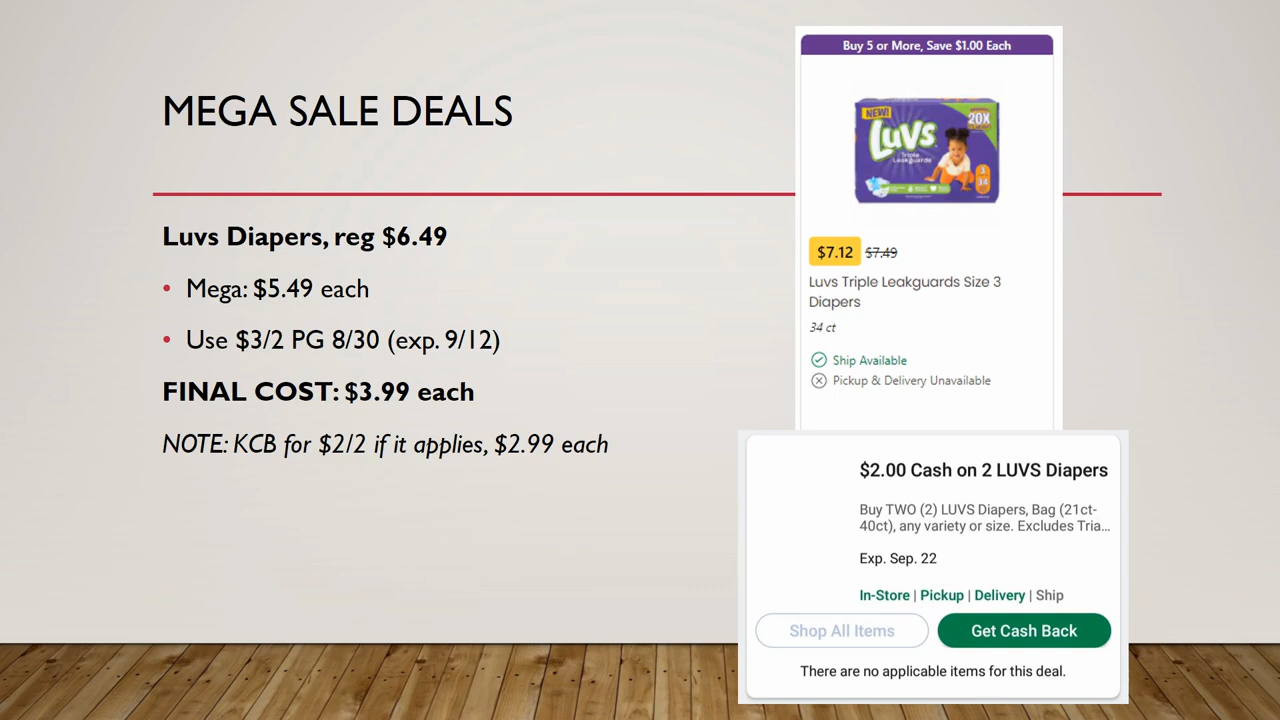 MEGA SALE DEALS
Luvs Diapers, reg $6.49
• Mega: $5.49 each
• Use $3/2 PG 8/30 (exp. 9/12)
FINAL COST: $3.99 each
NOTE: KCB for $2/2 if it applies, $2.99 each
Buy 5 or More, Save $1.00 Each
NEW!
20X
Luvs
Triple
Leakguards
3
34
$7.12 $7.49
Luvs Triple Leakguards Size 3
Diapers
34 ct
Ship Available
Pickup & Delivery Unavailable
$2.00 Cash on 2 LUVS Diapers
Buy TWO (2) LUVS Diapers, Bag (21ct-
40ct), any variety or size. Excludes Tria...
Exp. Sep. 22
In-Store | Pickup | Delivery | Ship
Shop All Items
Get Cash Back
There are no applicable items for this deal.